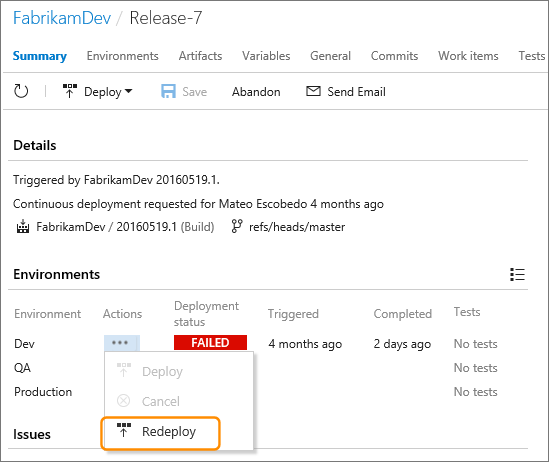 FabrikamDev / Release-7
Summary Environments Artifacts Variables General Commits Work items Tests
Deploy Save Abandon Send Email
Details
Triggered by FabrikamDev 20160519.1.
Continuous deployment requested for Mateo Escobedo 4 months ago
FabrikamDev / 20160519.1 (Build) refs/heads/master
Environments
Environment Actions Deployment status Triggered Completed Tests
Dev ... FAILED 4 months ago 2 days ago No tests
QA No tests
Production No tests
Deploy
Cancel
Redeploy
Issues